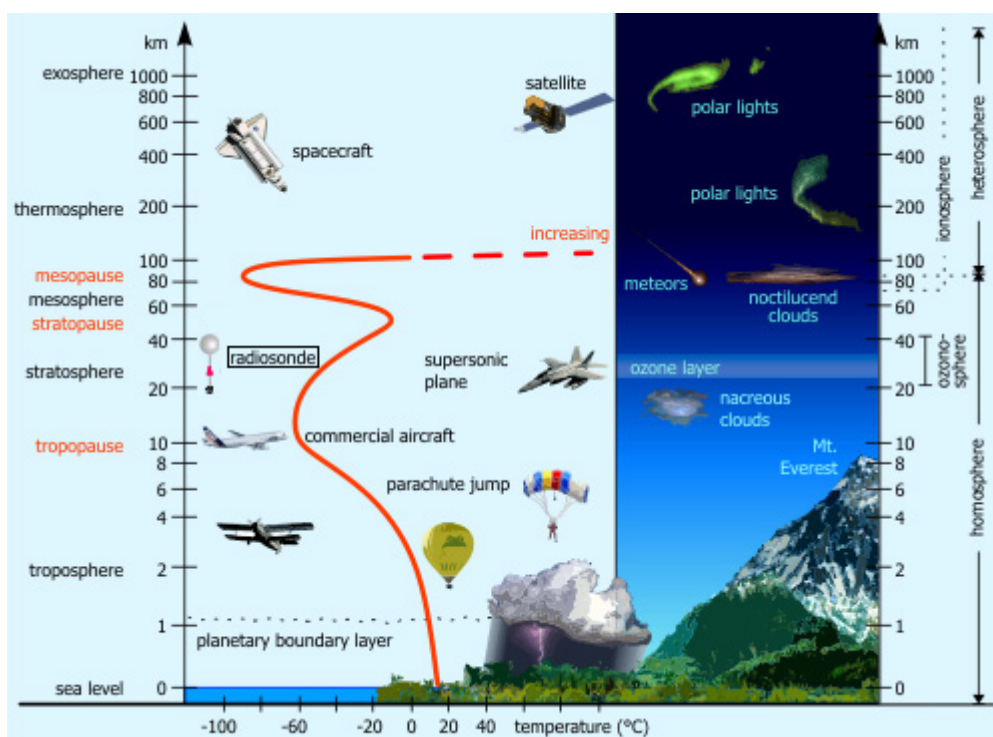 km
exosphere
1000
800
600
400
thermosphere
200
100
mesopause
80
mesosphere
60
stratopause
40
stratosphere
20
tropopause
10
8
6
4
2
troposphere
1
sea level
0
spacecraft
satellite
increasing
radiosonde
supersonic
plane
commercial aircraft
parachute jump
planetary boundary layer
-100
-60
-20
0
20
40
temperature (°C)
polar lights
polar lights
meteors
noctilucend
clouds
ozone layer
nacreous
clouds
Mt.
Everest
km
1000
800
600
400
200
100
80
60
40
20
10
8
6
4
2
1
0
ionosphere
ozono-
sphere
heterosphere
homosphere